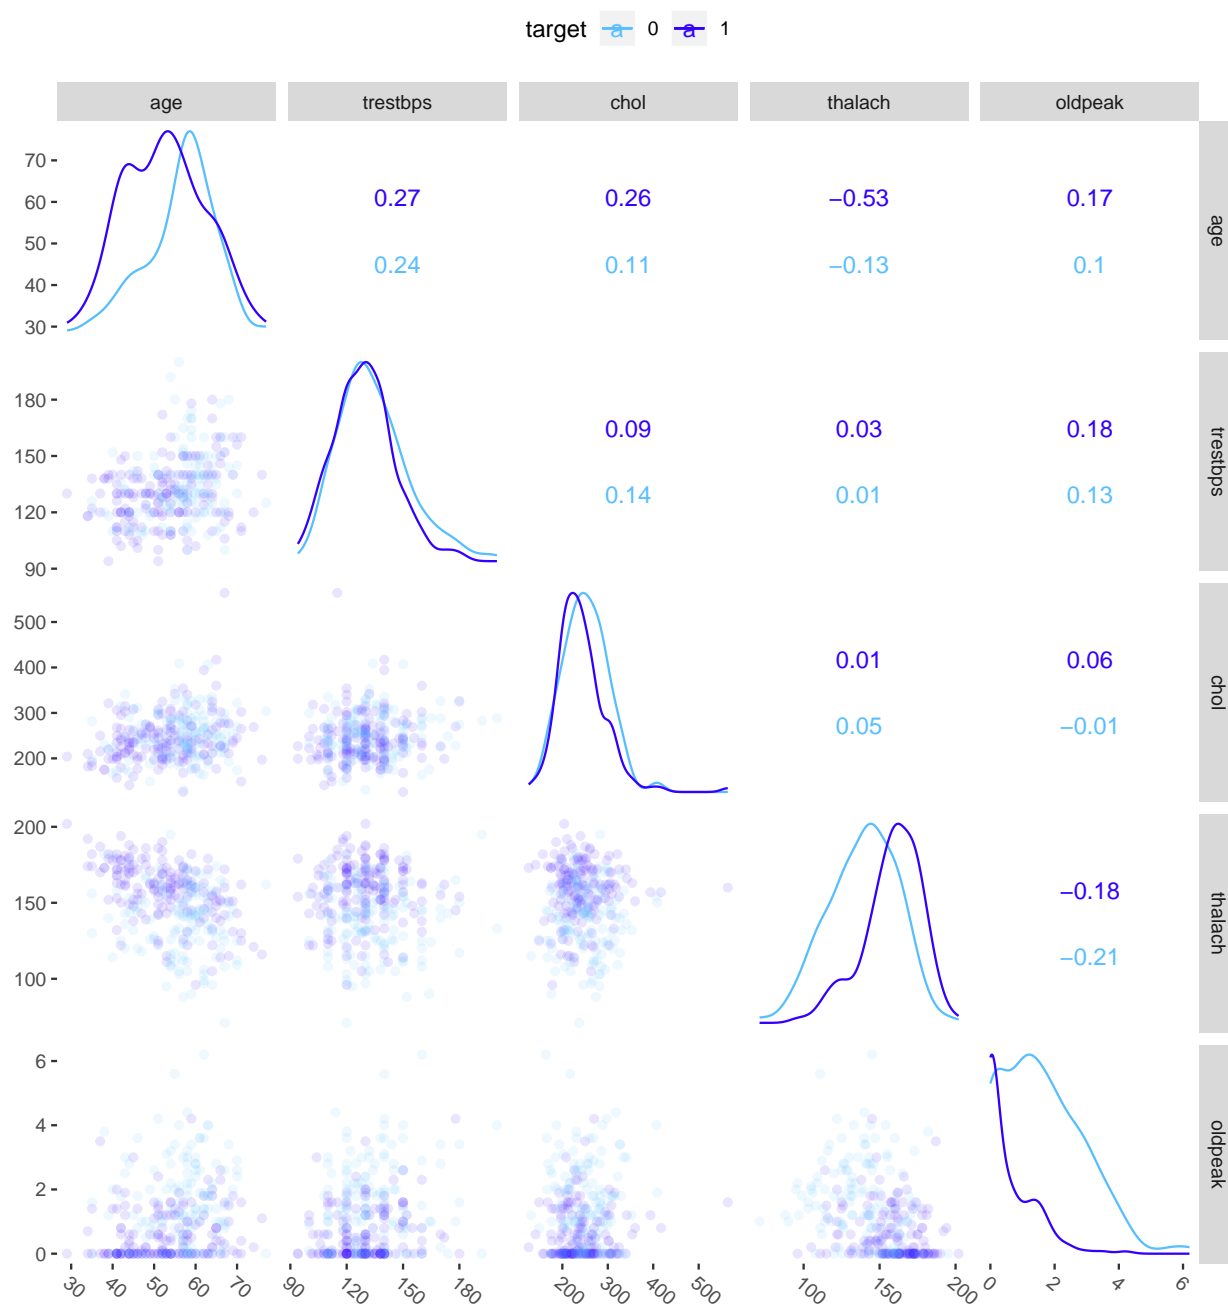 target a 0 a 1
age trestbps chol thalach oldpeak
70
60
50
40
30
0.27 0.26 −0.53 0.17
0.24 0.11 −0.13 0.1
age
180
150
120
90
0.09 0.03 0.18
0.14 0.01 0.13
trestbps
500
400
300
200
0.01 0.06
0.05 −0.01
chol
200
150
100
−0.18
−0.21
thalach
6
4
2
0
oldpeak
30 40 50 60 70 90 120 150 180 200 300 400 500 100 150 200 0 2 4 6